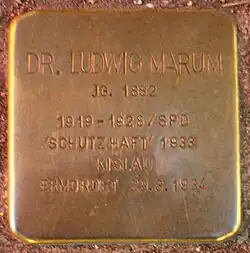 DR. LUDWIG MARUM
JG. 1882
1919-1928/SPD
'SCHUTZHAFT' 1933
KISLAU
ERMORDET 29.3.1934